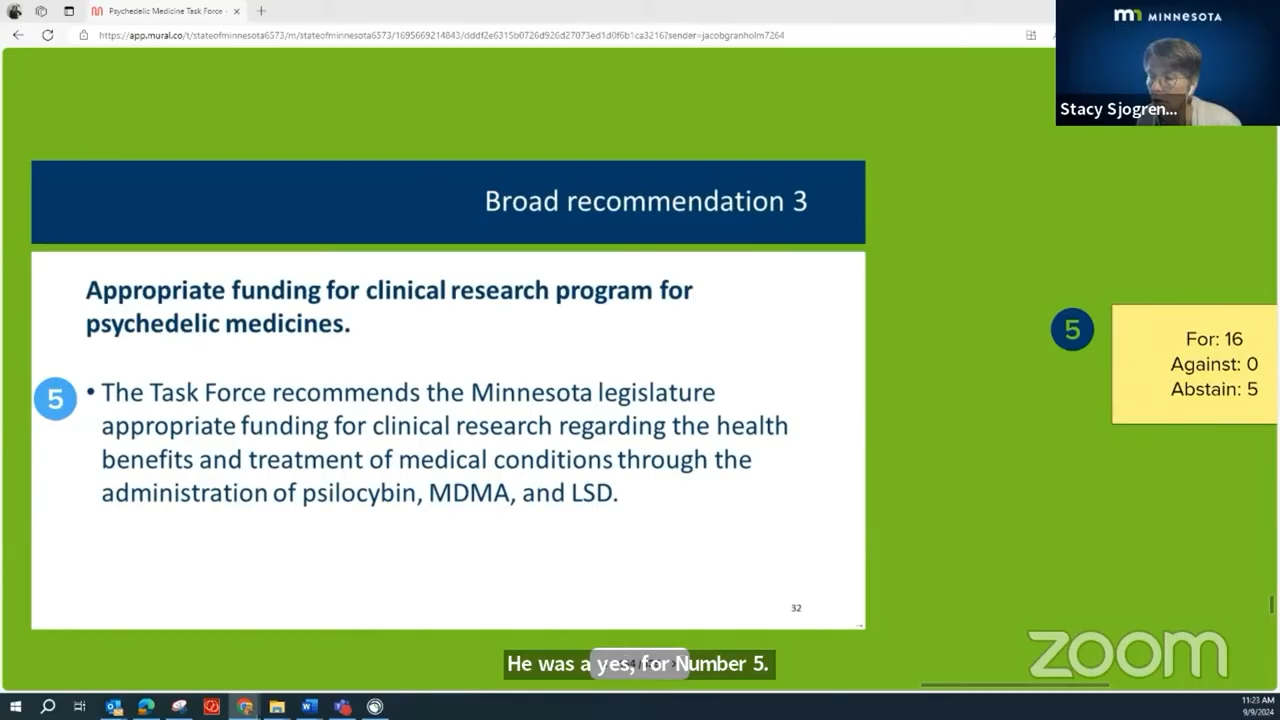 Psychedelic Medicine Task Force -
https://app.mural.co/t/stateofminnesota6573/m/stateofminnesota6573/1695669214843/dddf2e6315b0726d926d27073ed1d0f6b1ca3216?sender=jacobgranholm7264
MINNESOTA
Stacy Sjogren...
Broad recommendation 3
Appropriate funding for clinical research program for
psychedelic medicines.
5
• The Task Force recommends the Minnesota legislature
appropriate funding for clinical research regarding the health
benefits and treatment of medical conditions through the
administration of psilocybin, MDMA, and LSD.
32
5
For: 16
Against: 0
Abstain: 5
He was a yes, for Number 5.
zoom
11:23 AM
9/9/2024